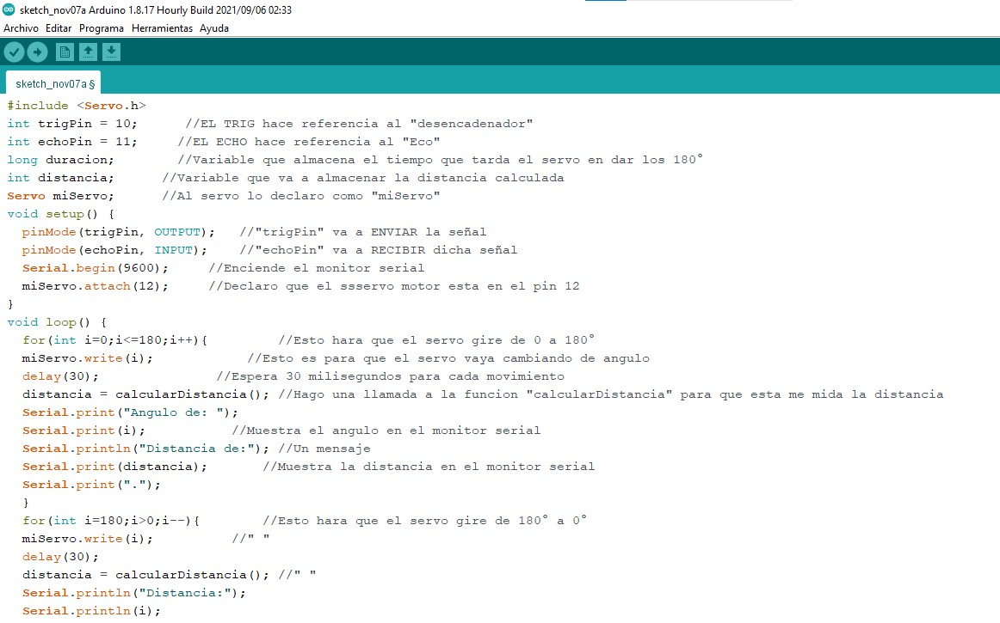 sketch_nov07a Arduino 1.8.17 Hourly Build 2021/09/06 02:33
Archivo Editar Programa Herramientas Ayuda
sketch_nov07a §
#include <Servo.h>
int trigPin = 10;      //EL TRIG hace referencia al "desencadenador"
int echoPin = 11;     //EL ECHO hace referencia al "Eco"
long duracion;        //Variable que almacena el tiempo que tarda el servo en dar los 180°
int distancia;      //Variable que va a almacenar la distancia calculada
Servo miServo;      //Al servo lo declaro como "miServo"
void setup() {
  pinMode(trigPin, OUTPUT);   //"trigPin" va a ENVIAR la señal
  pinMode(echoPin, INPUT);    //"echoPin" va a RECIBIR dicha señal
  Serial.begin(9600);     //Enciende el monitor serial
  miServo.attach(12);     //Declaro que el ssservo motor esta en el pin 12
}
void loop() {
  for(int i=0;i<=180;i++){         //Esto hara que el servo gire de 0 a 180°
  miServo.write(i);            //Esto es para que el servo vaya cambiando de angulo
  delay(30);               //Espera 30 milisegundos para cada movimiento
  distancia = calcularDistancia(); //Hago una llamada a la funcion "calcularDistancia" para que esta me mida la distancia
  Serial.print("Angulo de: ");
  Serial.print(i);           //Muestra el angulo en el monitor serial
  Serial.println("Distancia de:"); //Un mensaje
  Serial.print(distancia);       //Muestra la distancia en el monitor serial
  Serial.print(".");
  }
  for(int i=180;i>0;i--){        //Esto hara que el servo gire de 180° a 0°
  miServo.write(i);          //" "
  delay(30);
  distancia = calcularDistancia(); //" "
  Serial.println("Distancia:");
  Serial.println(i);